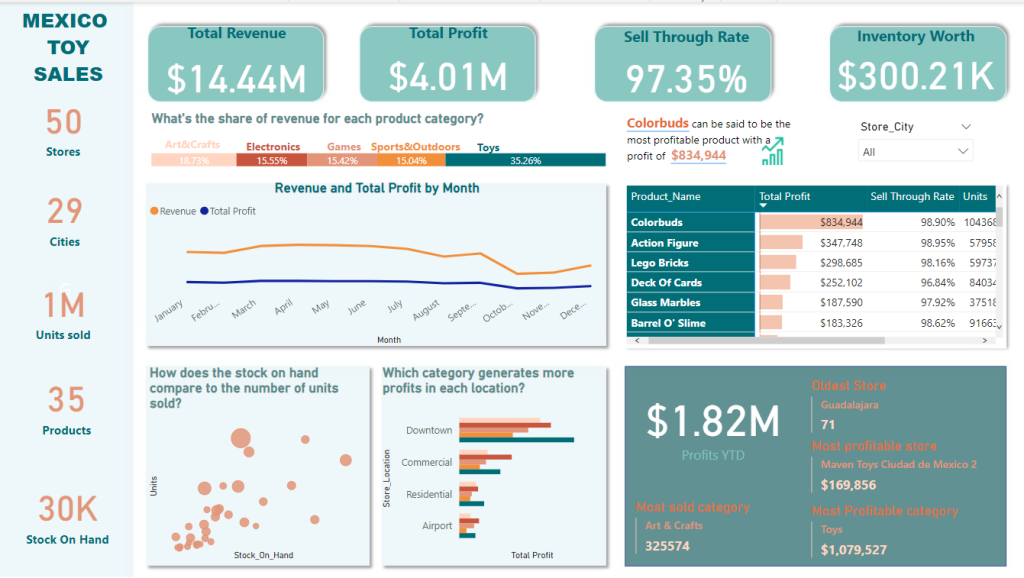 MEXICO
TOY
SALES
50
Stores
29
Cities
1M
Units sold
35
Products
30K
Stock On Hand
Total Revenue
$14.44M
Total Profit
$4.01M
Sell Through Rate
97.35%
Inventory Worth
$300.21K
What's the share of revenue for each product category?
Art&Crafts Electronics Games Sports&Outdoors Toys
18.73% 15.55% 15.42% 15.04% 35.26%
Colorbuds can be said to be the
most profitable product with a
profit of $834,944
Store_City
All
Revenue and Total Profit by Month
Revenue Total Profit
January Febru... March April May June July August Septe... Octob... Nove... Dece...
Month
Product_Name Total Profit Sell Through Rate Units
Colorbuds $834,944 98.90% 104368
Action Figure $347,748 98.95% 57958
Lego Bricks $298,685 98.16% 59737
Deck Of Cards $252,102 96.84% 84034
Glass Marbles $187,590 97.92% 37518
Barrel O' Slime $183,326 98.62% 91663
How does the stock on hand
compare to the number of units
sold?
Units
Stock_On_Hand
Which category generates more
profits in each location?
Store_Location
Downtown
Commercial
Residential
Airport
Total Profit
$1.82M
Profits YTD
Most sold category
Art & Crafts
325574
Oldest Store
Guadalajara
71
Most profitable store
Maven Toys Ciudad de Mexico 2
$169,856
Most Profitable category
Toys
$1,079,527